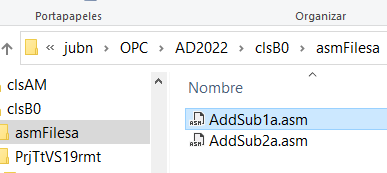 Portapapeles Organizar
« jubn > OPC > AD2022 > clsB0 > asmFilesa
clsAM
clsB0
asmFilesa
PrjTtVS19rmt
Nombre
AddSub1a.asm
AddSub2a.asm